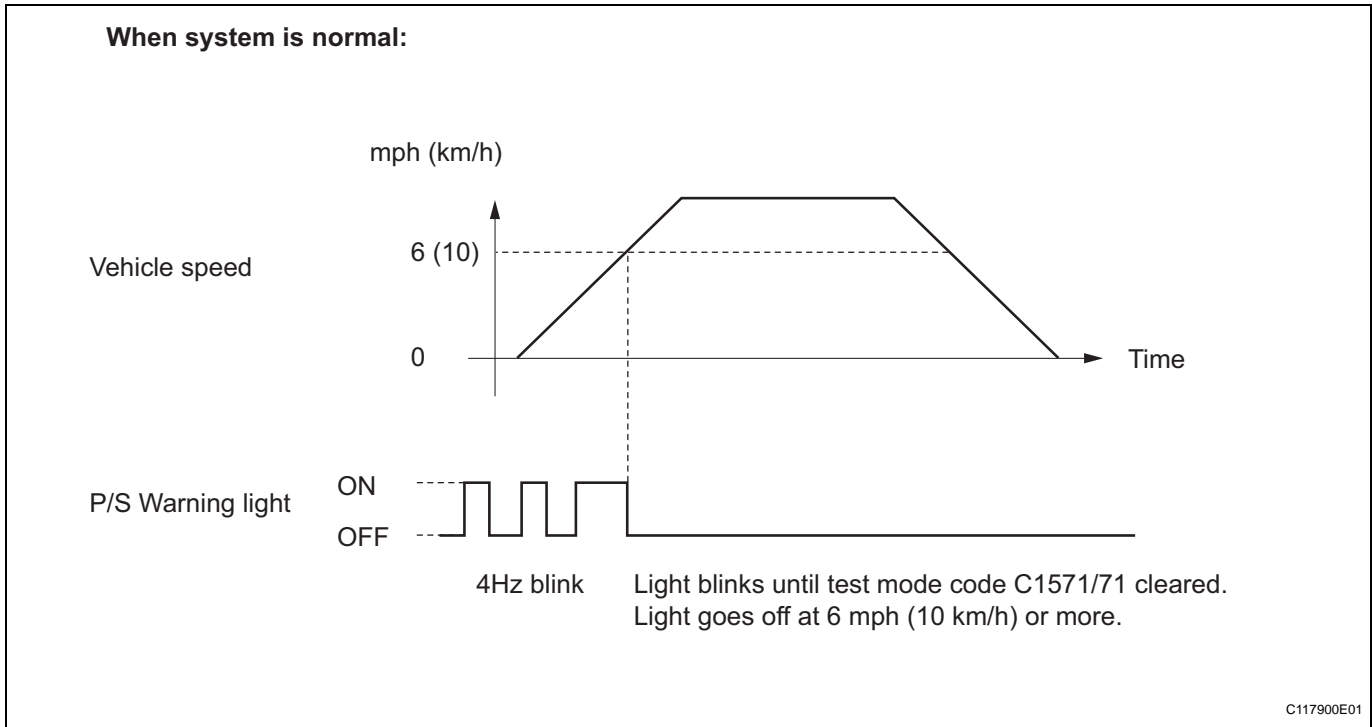 When system is normal:
mph (km/h)
6 (10)
Vehicle speed
0
Time
ON
P/S Warning light
OFF
4Hz blink
Light blinks until test mode code C1571/71 cleared.
Light goes off at 6 mph (10 km/h) or more.
C117900E01